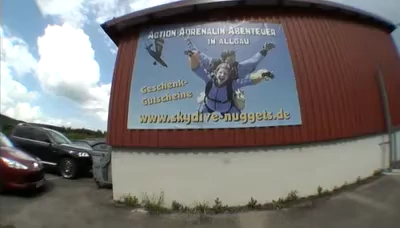 Action Adrenalin Abenteuer
in Allgäu
Geschenk-
Gutscheine
www.skydive-nuggets.de